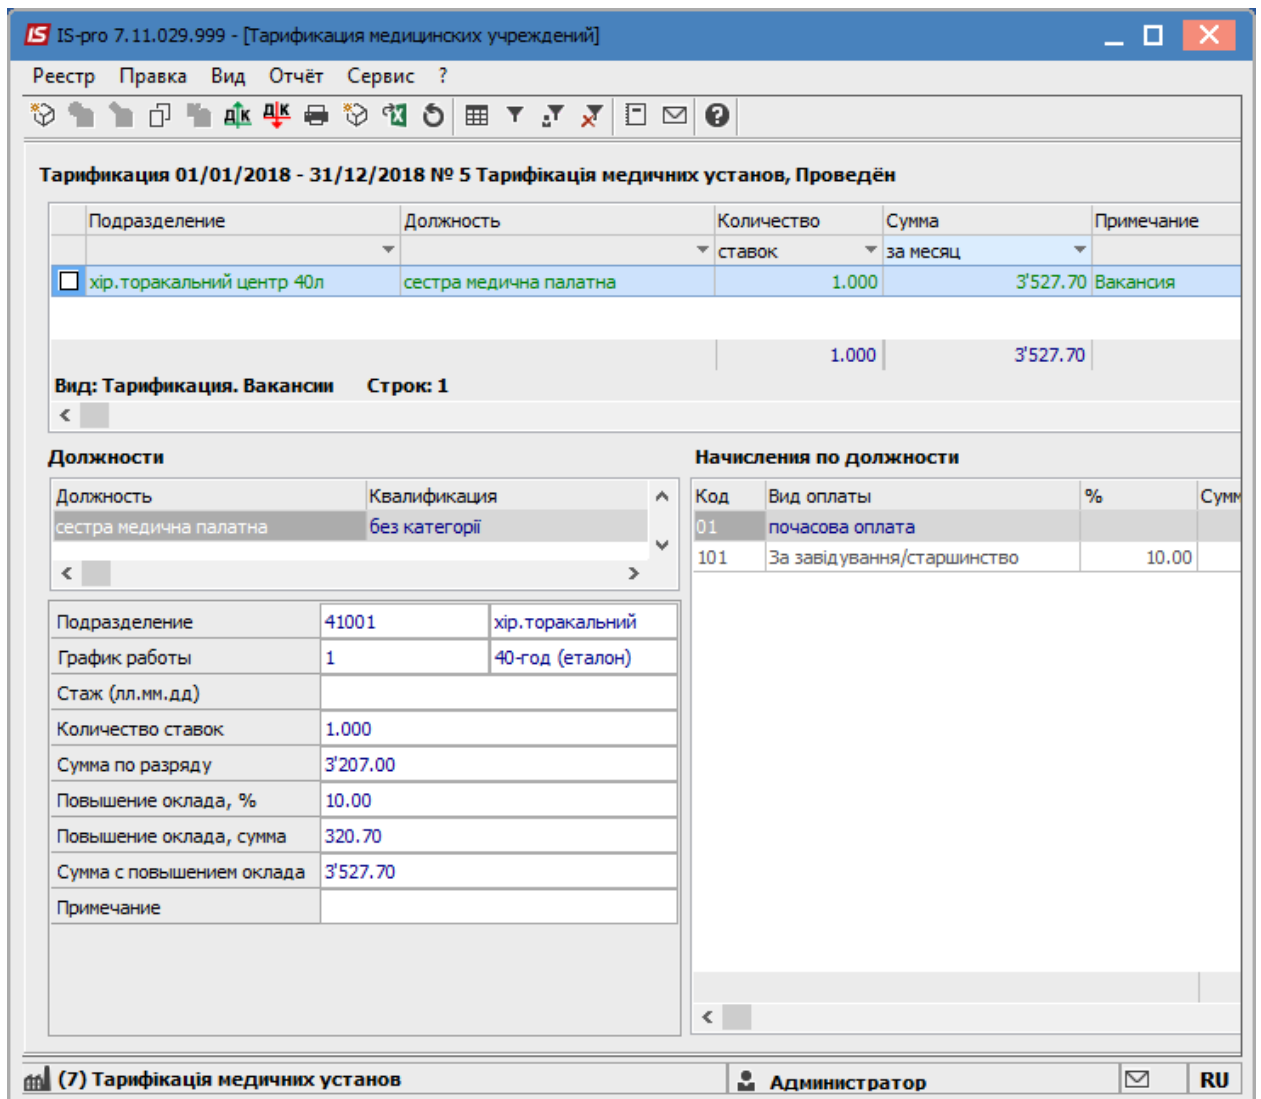 IS IS-pro 7.11.029.999 - [Тарификация медицинских учреждений]
Реестр Правка Вид Отчёт Сервис ?
Тарификация 01/01/2018 - 31/12/2018 № 5 Тарифікація медичних установ, Проведён
Подразделение Должность Количество Сумма Примечание
ставок за месяц
хір.торакальний центр 40л сестра медична палатна 1.000 3'527.70 Вакансия
1.000 3'527.70
Вид: Тарификация. Вакансии Строк: 1
Должности
Должность Квалификация
сестра медична палатна без категорії
Подразделение 41001 хір.торакальний
График работы 1 40-год (еталон)
Стаж (лл.мм.дд)
Количество ставок 1.000
Сумма по разряду 3'207.00
Повышение оклада, % 10.00
Повышение оклада, сумма 320.70
Сумма с повышением оклада 3'527.70
Примечание
Начисления по должности
Код Вид оплаты % Сумм
01 почасова оплата
101 За завідування/старшинство 10.00
(7) Тарифікація медичних установ Администратор RU